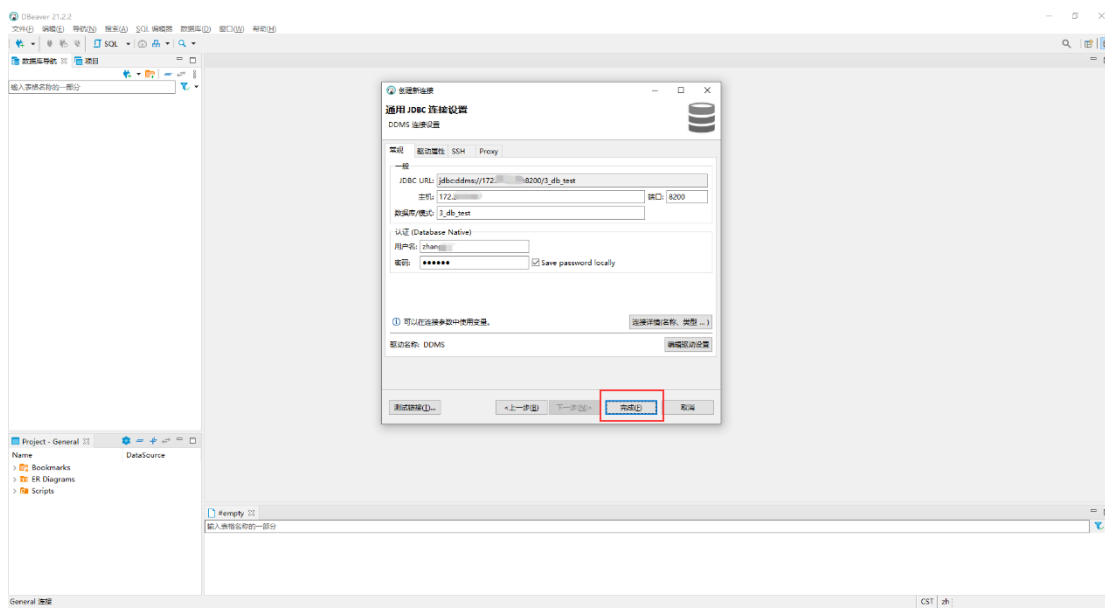 DBeaver 21.2.2
文件(F) 编辑(E) 导航(N) 搜索(A) SQL 编辑器 数据库(D) 窗口(W) 帮助(H)
SQL
数据库导航 项目
输入表格名称的一部分
创建新连接
通用 JDBC 连接设置
DDMS 连接设置
常规 驱动属性 SSH Proxy
一般
JDBC URL: jdbc:ddms://172. :8200/3_db_test
主机: 172. 端口: 8200
数据库/模式: 3_db_test
认证 (Database Native)
用户名: zhang
密码: ●●●●●● Save password locally
可以在连接参数中使用变量。 连接详情(名称、类型 ... )
驱动名称: DDMS 编辑驱动设置
测试链接(T)... <上一步(B) 下一步(N)> 完成(F) 取消
Project - General
Name DataSource
Bookmarks
ER Diagrams
Scripts
#empty
输入表格名称的一部分
General 连接 CST zh